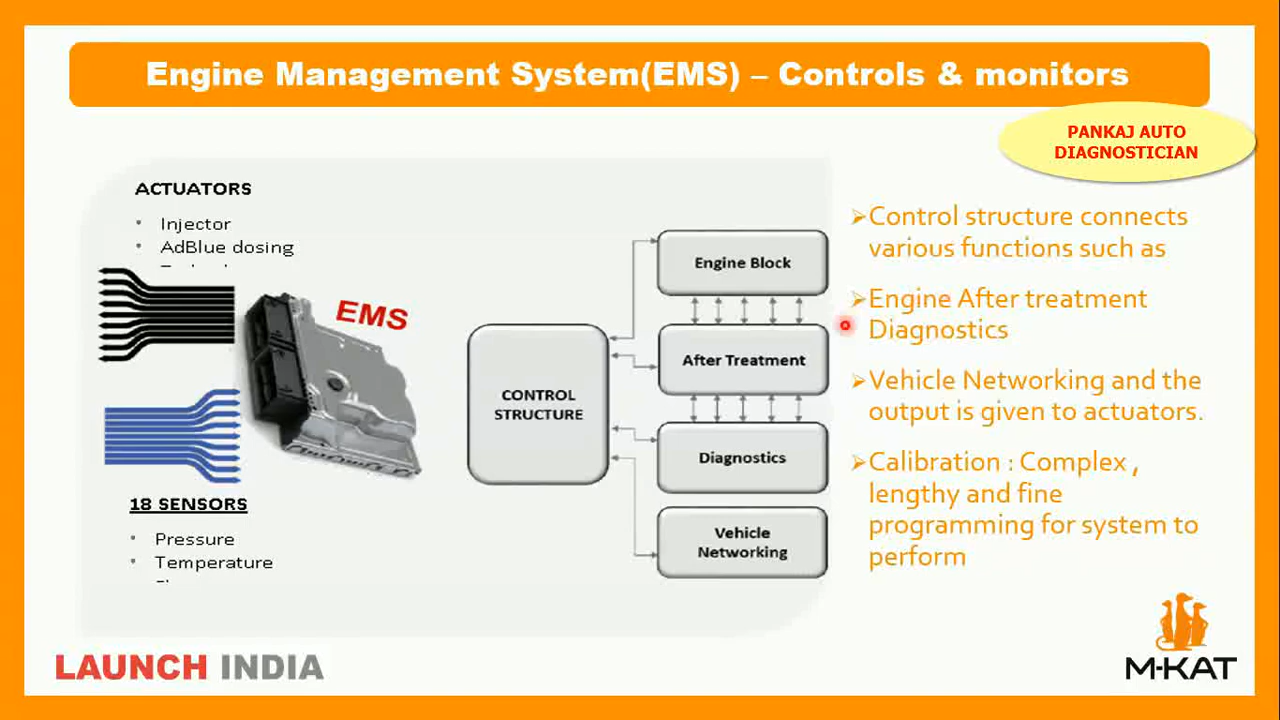 Engine Management System(EMS) – Controls & monitors
PANKAJ AUTO
DIAGNOSTICIAN
ACTUATORS
• Injector
• AdBlue dosing
EMS
18 SENSORS
• Pressure
• Temperature
CONTROL
STRUCTURE
Engine Block
After Treatment
Diagnostics
Vehicle
Networking
➢Control structure connects
various functions such as
➢Engine After treatment
Diagnostics
➢Vehicle Networking and the
output is given to actuators.
➢Calibration : Complex ,
lengthy and fine
programming for system to
perform
LAUNCH INDIA
M-KAT